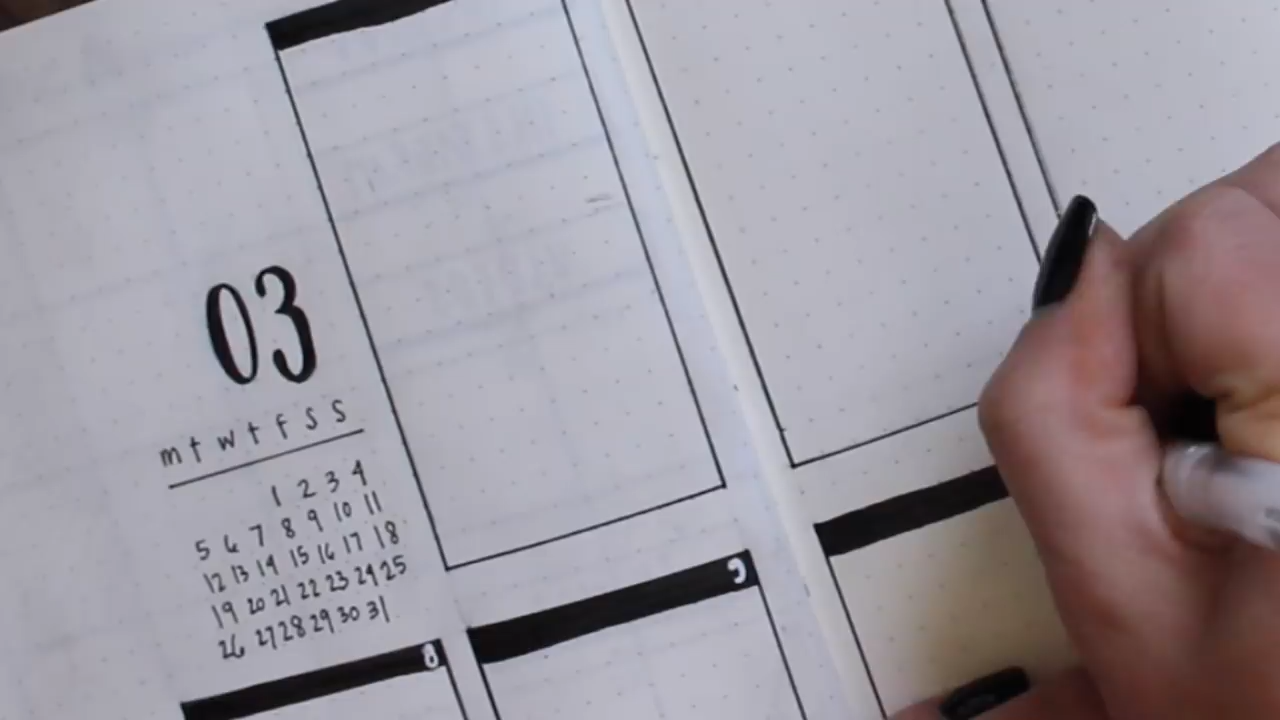 03
m t w t f s s
1 2 3 4
5 6 7 8 9 10 11
12 13 14 15 16 17 18
19 20 21 22 23 24 25
26 27 28 29 30 31
8